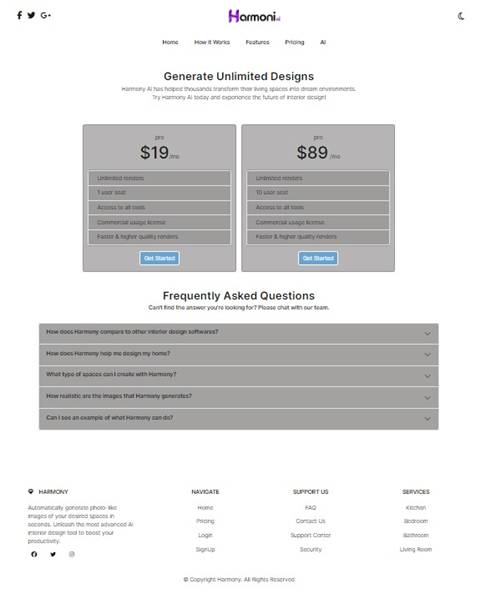 Harmoni.ai
Home How It Works Features Pricing AI
Generate Unlimited Designs
Harmony AI has helped thousands transform their living spaces into dream environments.
Try Harmony AI today and experience the future of interior design!
pro
$19 /mo
Unlimited renders
1 user seat
Access to all tools
Commercial usage license
Faster & higher quality renders
Get Started
pro
$89 /mo
Unlimited renders
10 user seat
Access to all tools
Commercial usage license
Faster & higher quality renders
Get Started
Frequently Asked Questions
Can't find the answer you're looking for? Please chat with our team.
How does Harmony compare to other interior design softwares?
How does Harmony help me design my home?
What type of spaces can I create with Harmony?
How realistic are the images that Harmony generates?
Can I see an example of what Harmony can do?
HARMONY
Automatically generate photo-like
images of your desired spaces in
seconds. Unleash the most advanced AI
interior design tool to boost your
productivity.
NAVIGATE
Home
Pricing
Login
SignUp
SUPPORT US
FAQ
Contact Us
Support Center
Security
SERVICES
Kitchen
Bedroom
Bathroom
Living Room
© Copyright Harmony. All Rights Reserved